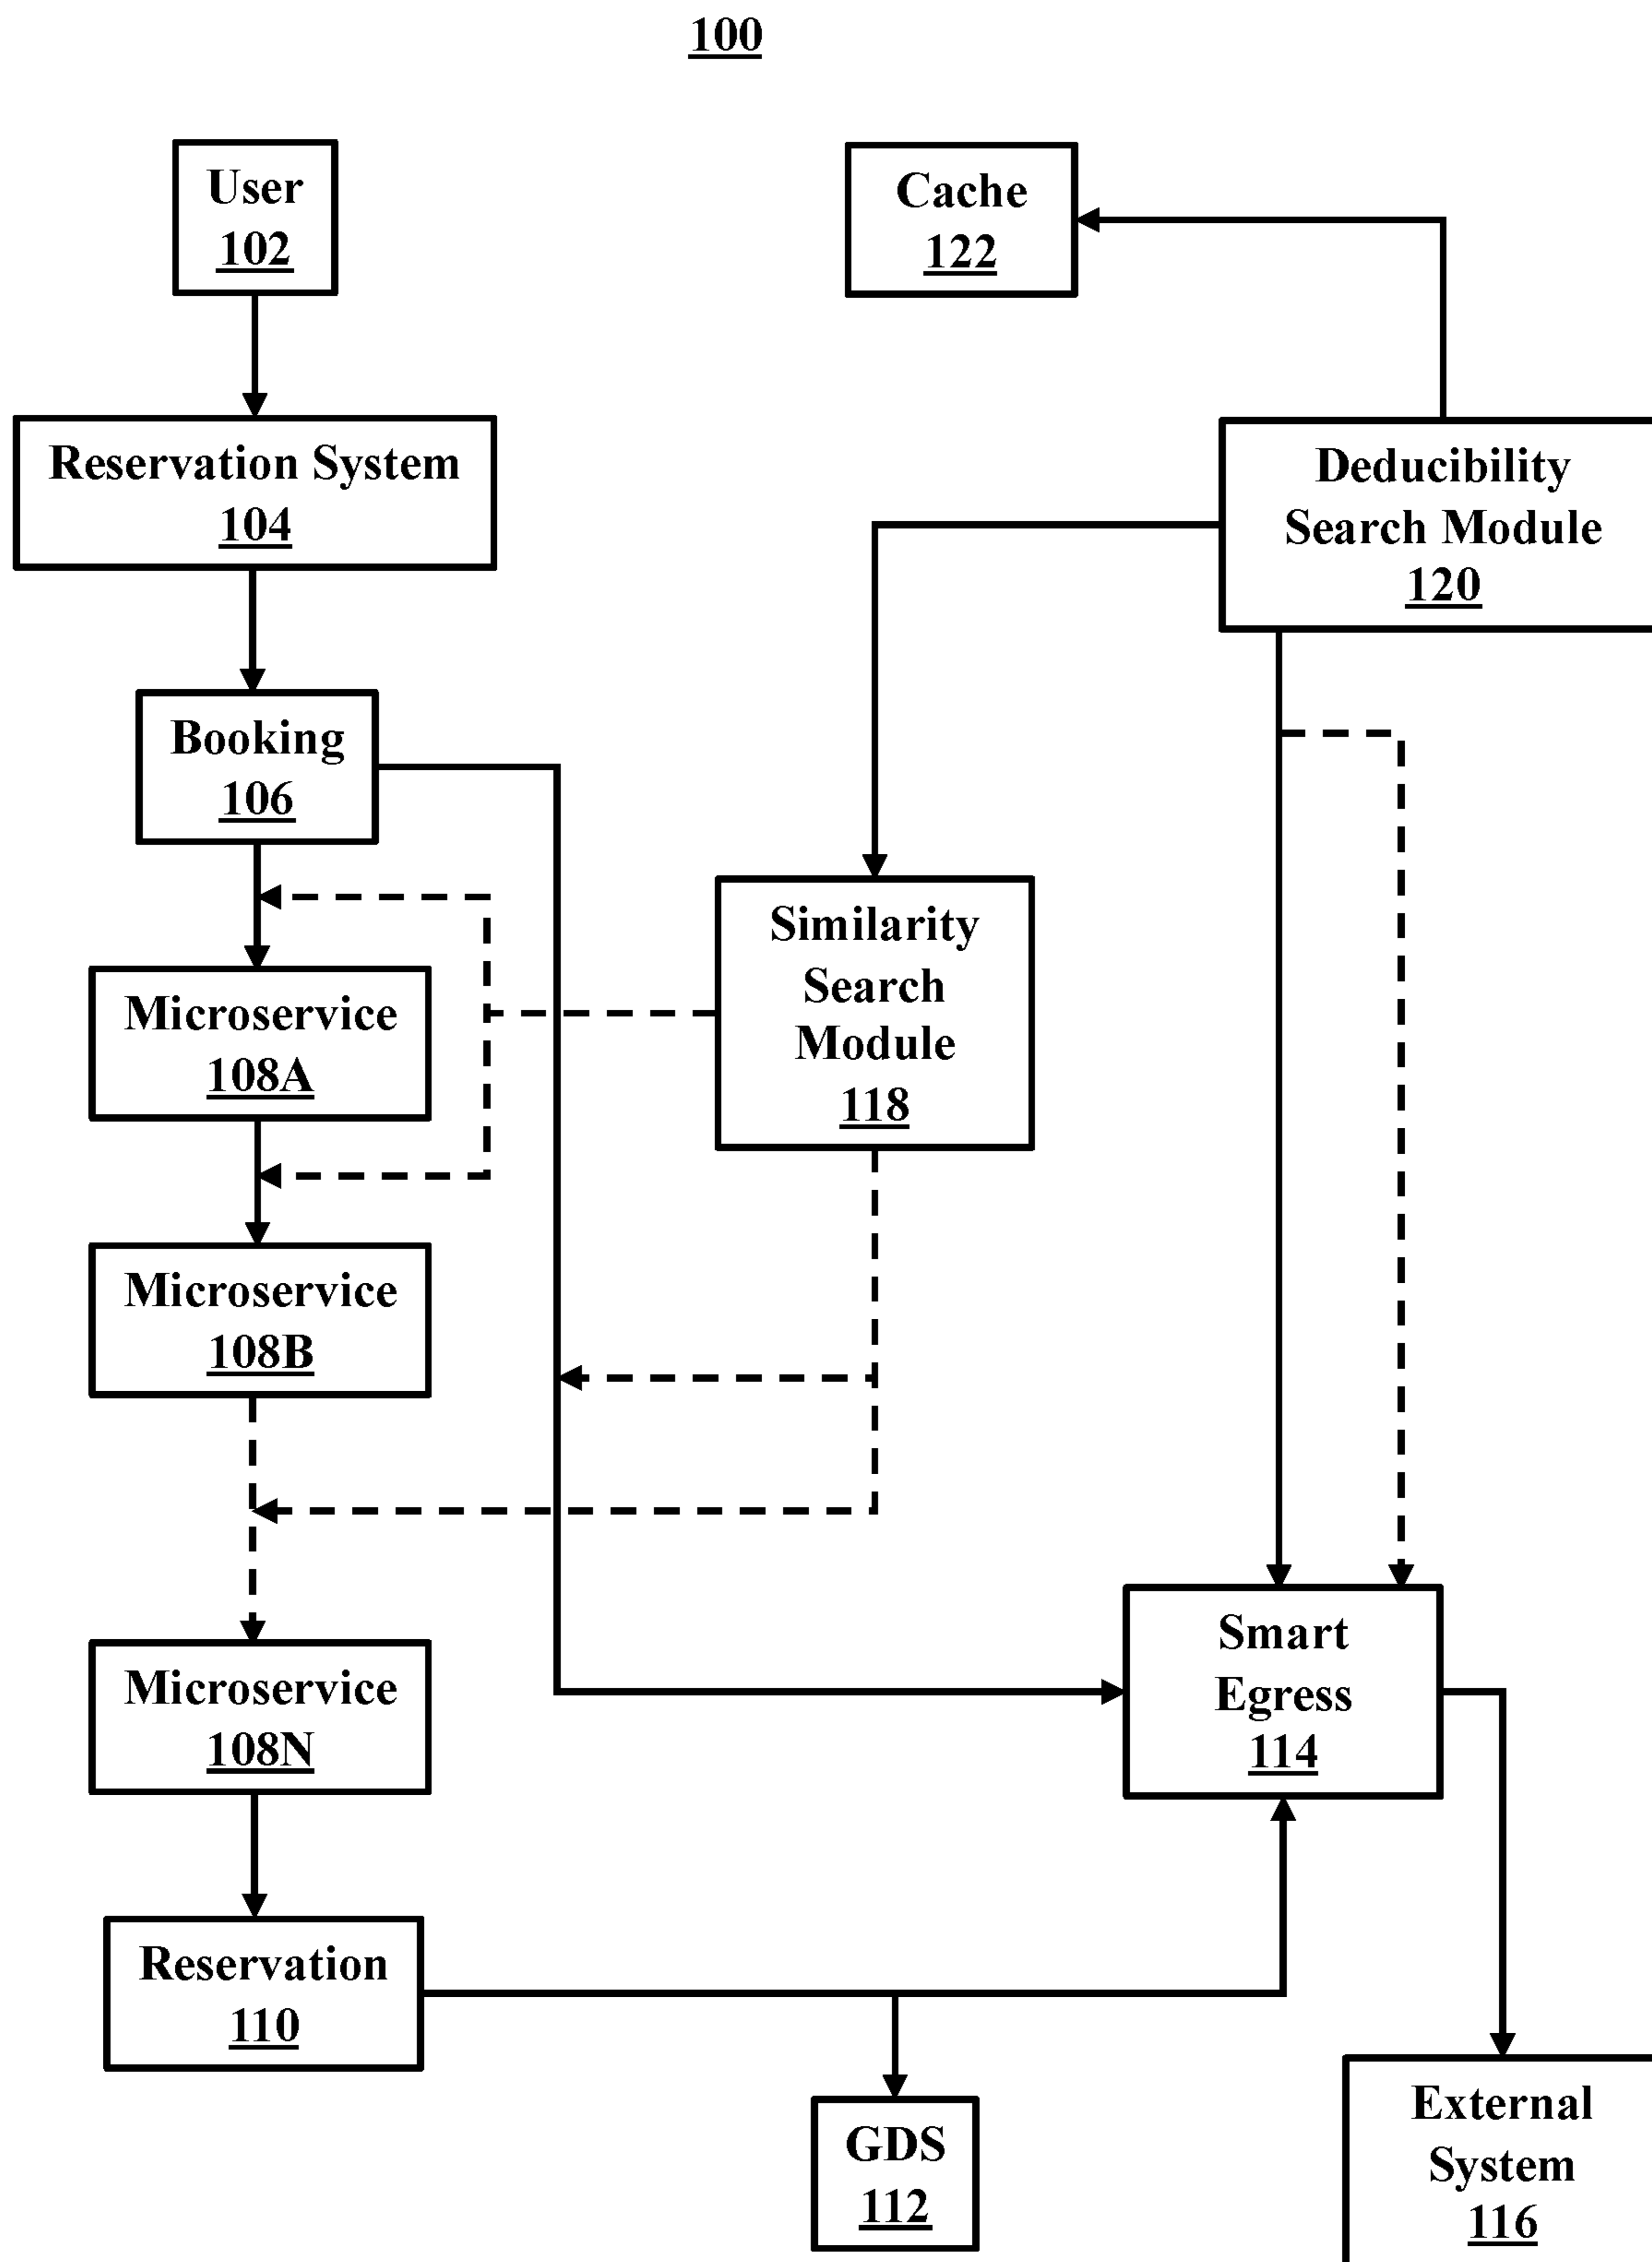 100
User
102
Cache
122
Reservation System
104
Deducibility
Search Module
120
Booking
106
Similarity
Search
Module
118
Microservice
108A
Microservice
108B
Smart
Egress
114
Microservice
108N
Reservation
110
GDS
112
External
System
116